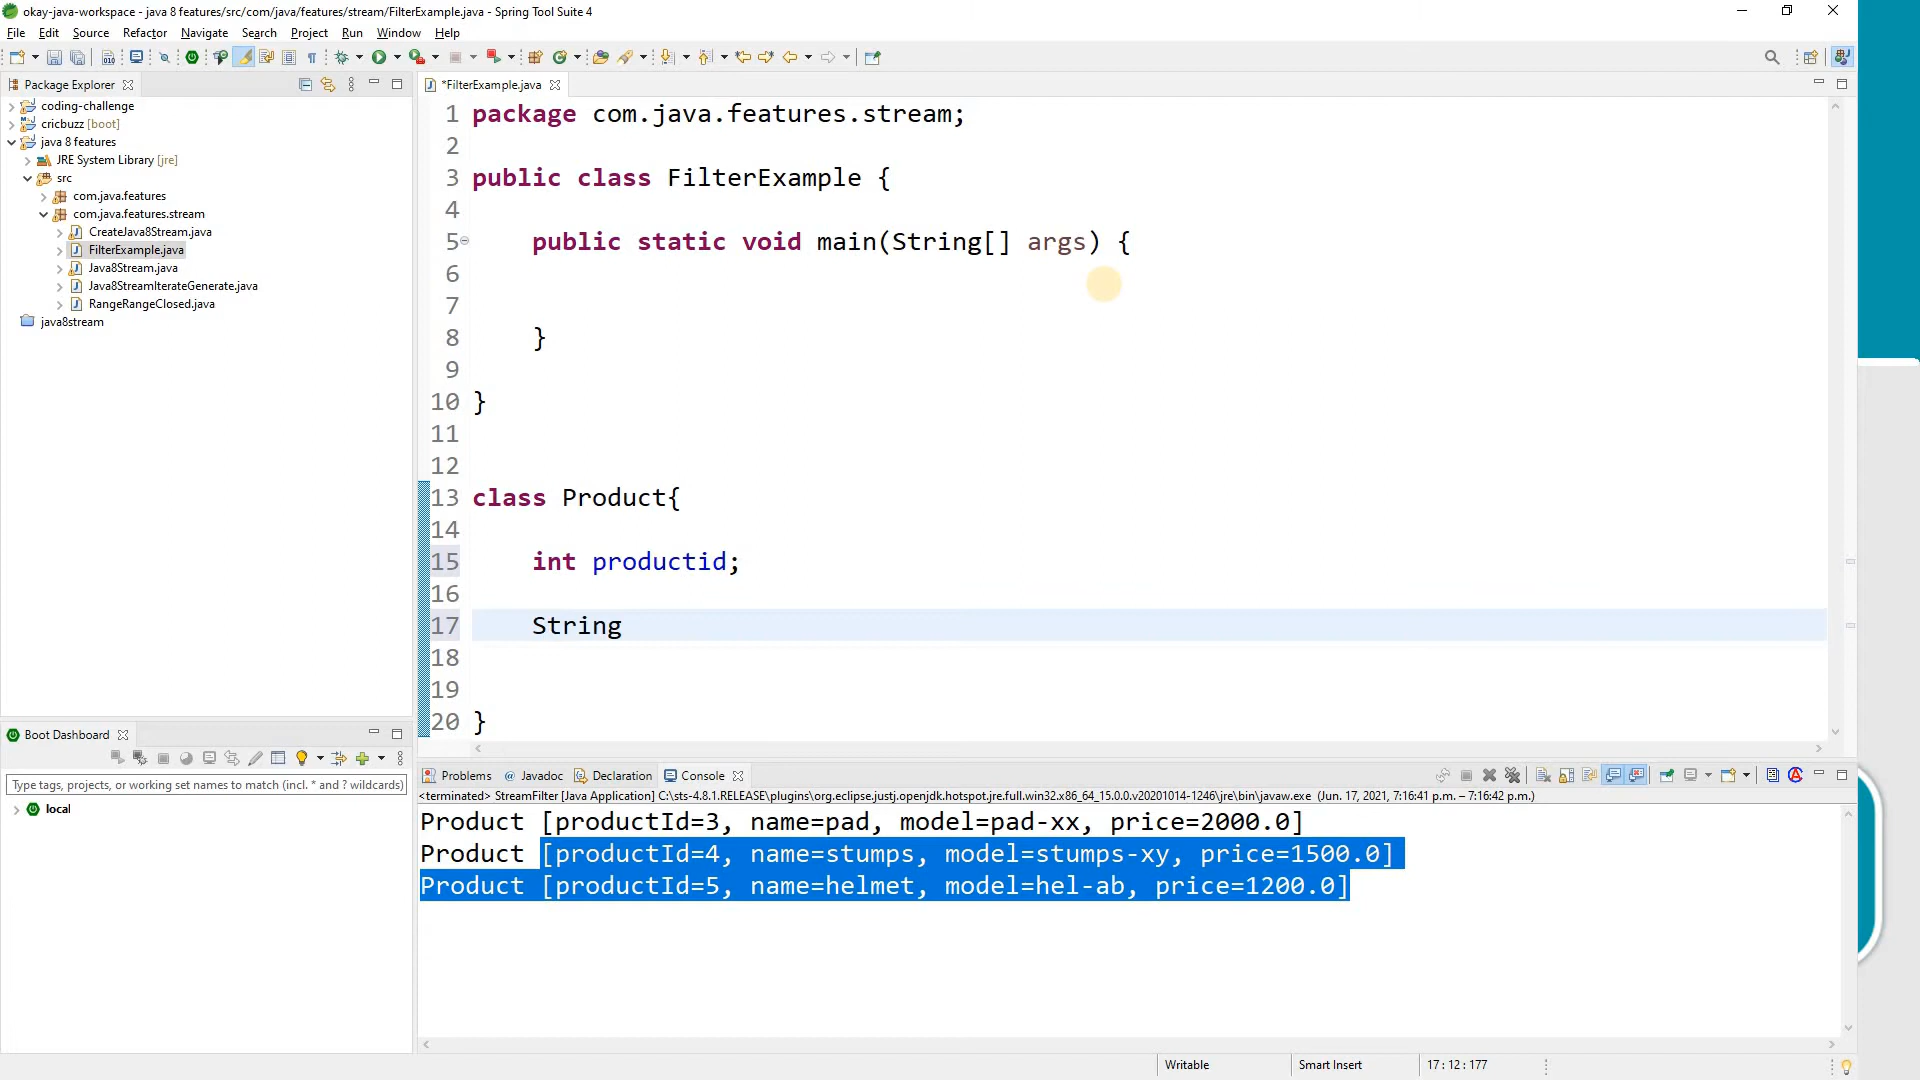 okay-java-workspace - java 8 features/src/com/java/features/stream/FilterExample.java - Spring Tool Suite 4
File Edit Source Refactor Navigate Search Project Run Window Help
Package Explorer
coding-challenge
cricbuzz [boot]
java 8 features
JRE System Library [jre]
src
com.java.features
com.java.features.stream
CreateJava8Stream.java
FilterExample.java
Java8Stream.java
Java8StreamIterateGenerate.java
RangeRangeClosed.java
java8stream
*FilterExample.java
1 package com.java.features.stream;
2
3 public class FilterExample {
4
5 public static void main(String[] args) {
6
7
8 }
9
10 }
11
12
13 class Product{
14
15 int productid;
16
17 String
18
19
20 }
Boot Dashboard
Type tags, projects, or working set names to match (incl. * and ? wildcards)
local
Problems @ Javadoc Declaration Console
<terminated> StreamFilter [Java Application] C:\sts-4.8.1.RELEASE\plugins\org.eclipse.justj.openjdk.hotspot.jre.full.win32.x86_64_15.0.0.v20201014-1246\jre\bin\javaw.exe (Jun. 17, 2021, 7:16:41 p.m. – 7:16:42 p.m.)
Product [productId=3, name=pad, model=pad-xx, price=2000.0]
Product [productId=4, name=stumps, model=stumps-xy, price=1500.0]
Product [productId=5, name=helmet, model=hel-ab, price=1200.0]
Writable Smart Insert 17 : 12 : 177